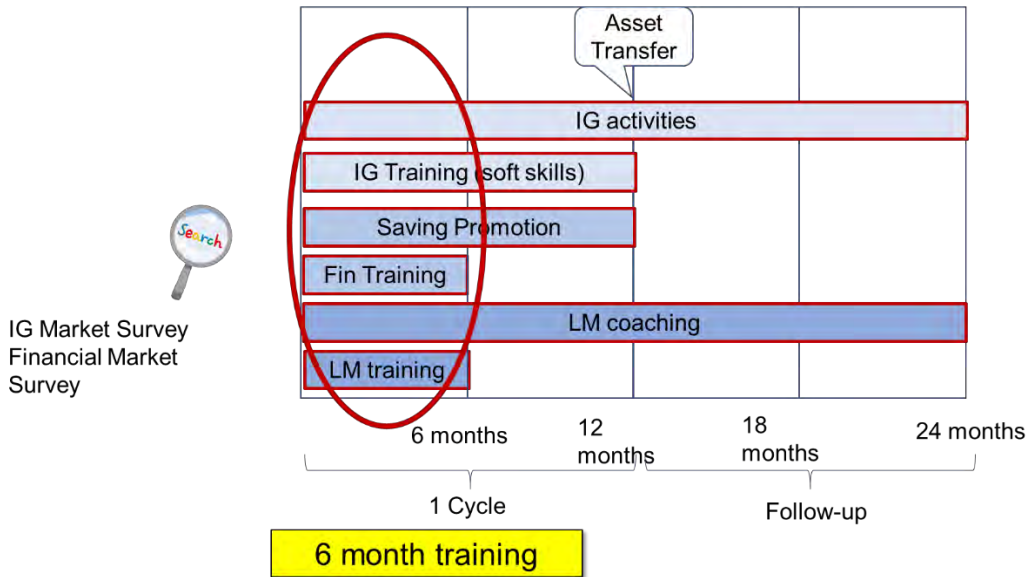 Asset
Transfer
IG activities
IG Training (soft skills)
Saving Promotion
Search
Fin Training
IG Market Survey
Financial Market
Survey
LM coaching
LM training
6 months
12
months
18
months
24 months
1 Cycle
Follow-up
6 month training